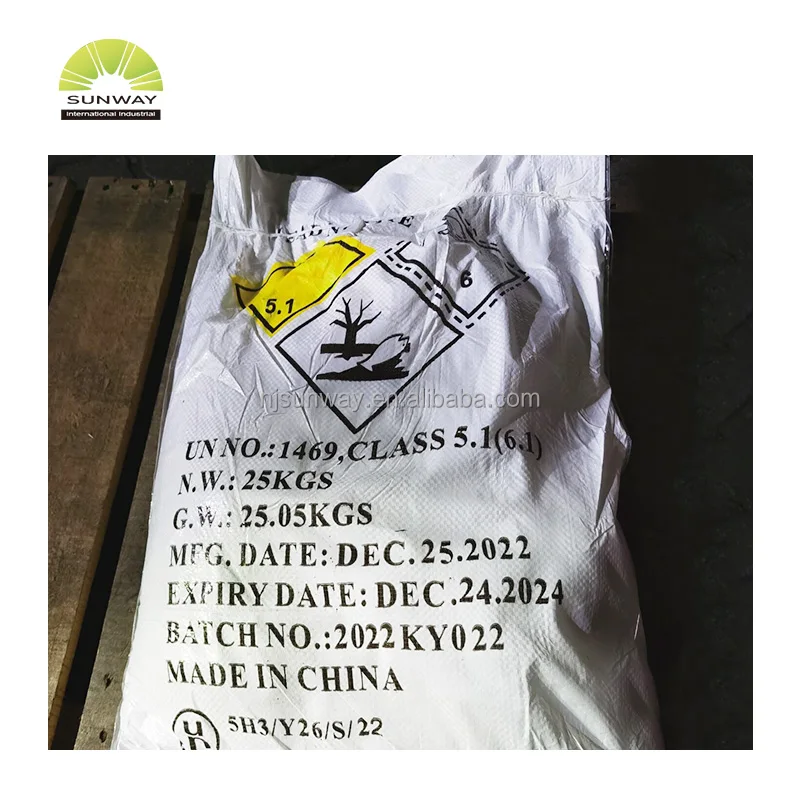 SUNWAY
International Industrial
5.1
6
njsunway.en.alibaba.com
UN NO.:1469,CLASS 5.1(6.1)
N.W.: 25KGS
G.W.: 25.05KGS
MFG. DATE: DEC. 25.2022
EXPIRY DATE: DEC.24.2024
BATCH NO.:2022KY022
MADE IN CHINA
5H3/Y26/S/22